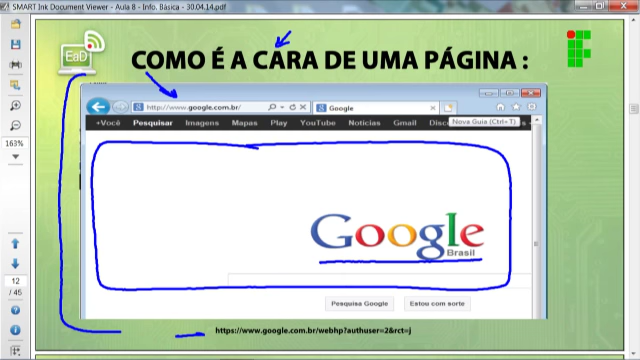 SMART Ink Document Viewer - Aula 8 - Info. Básica - 30.04.14.pdf
EaD
COMO É A CARA DE UMA PÁGINA :
http://www.google.com.br/
Google
+Você Pesquisar Imagens Mapas Play YouTube Notícias Gmail
Nova Guia (Ctrl+T)
163%
Google
Brasil
12
/ 45
Pesquisa Google Estou com sorte
https://www.google.com.br/webhp?authuser=2&rct=j